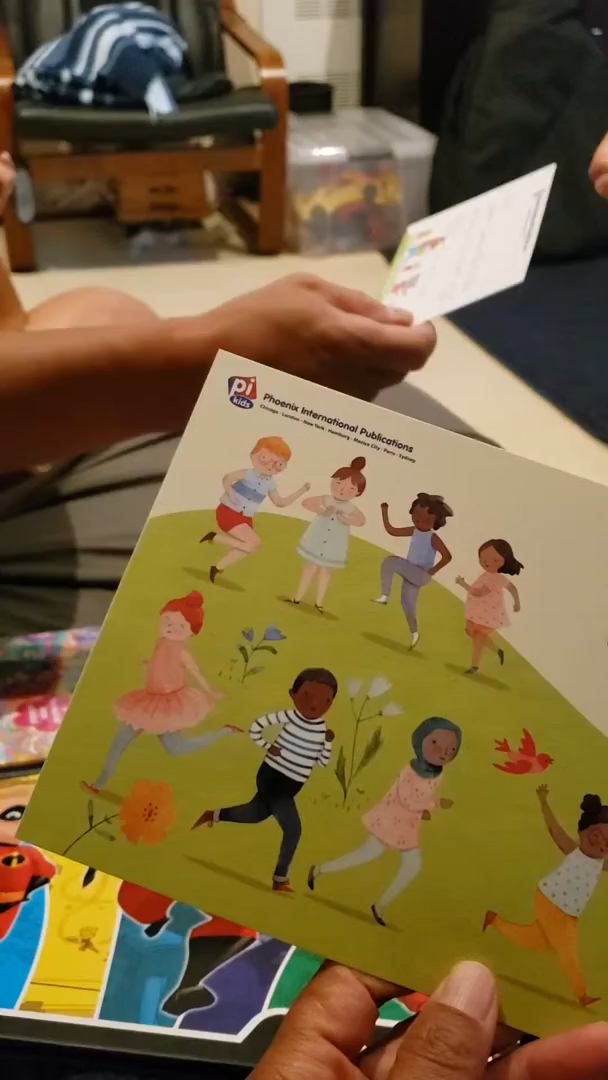 pi
kids
Phoenix International Publications
Chicago • London • New York • Hamburg • Mexico City • Paris • Sydney